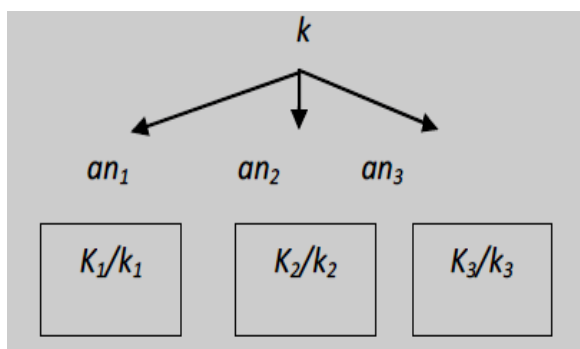 k
an₁ an₂ an₃
K₁/k₁ K₂/k₂ K₃/k₃